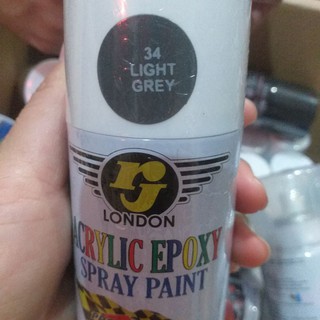 34
LIGHT
GREY
rj
LONDON
ACRYLIC EPOXY
SPRAY PAINT